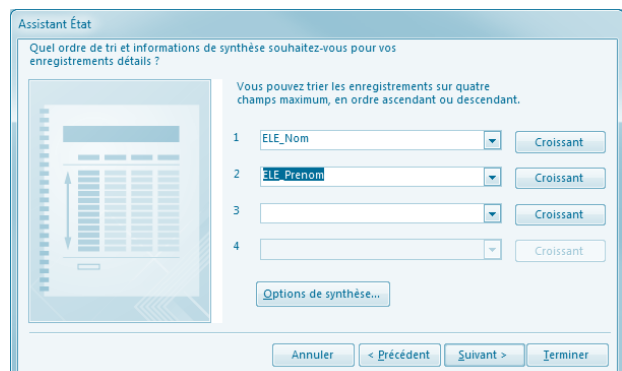 Assistant État
Quel ordre de tri et informations de synthèse souhaitez-vous pour vos
enregistrements détails ?
Vous pouvez trier les enregistrements sur quatre
champs maximum, en ordre ascendant ou descendant.
1 ELE_Nom Croissant
2 ELE_Prenom Croissant
3 Croissant
4 Croissant
Options de synthèse...
Annuler < Précédent Suivant > Terminer